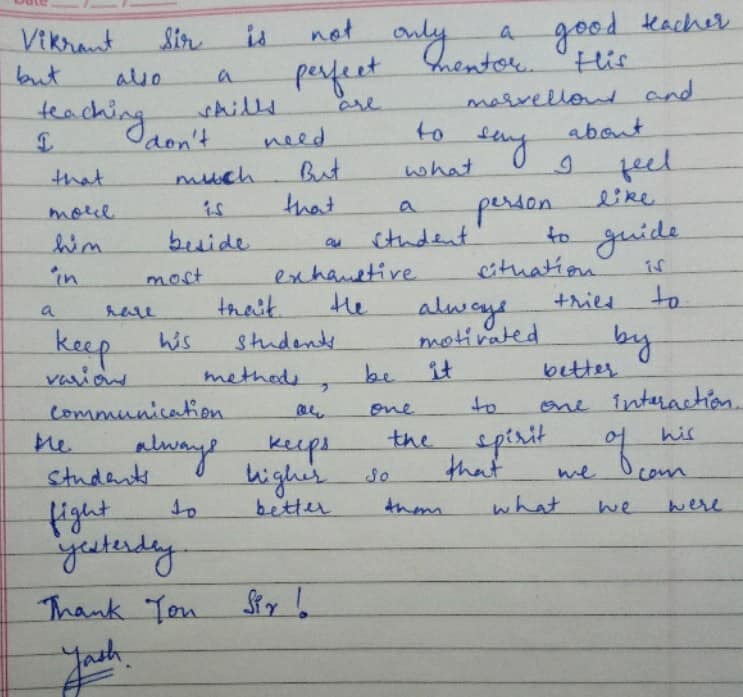 Date / /
Vikrant Sir is not only a good teacher
but also a perfect mentor. His
teaching skills are marvellous and
I don't need to say about
that much. But what I feel
more is that a person like
him beside a student to guide
in most exhaustive situation is
a rare trait. He always tries to
keep his students motivated by
various methods, be it better
communication or one to one interaction.
He always keeps the spirit of his
students higher so that we can
fight to better than what we were
yesterday.
Thank You Sir!
Yash.